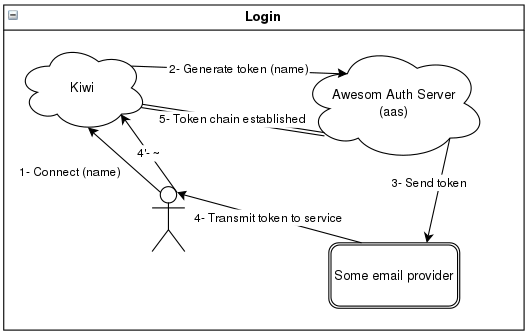 Login
2- Generate token (name)
Kiwi
Awesom Auth Server
(aas)
5- Token chain established
4'- ~
1- Connect (name)
3- Send token
4- Transmit token to service
Some email provider